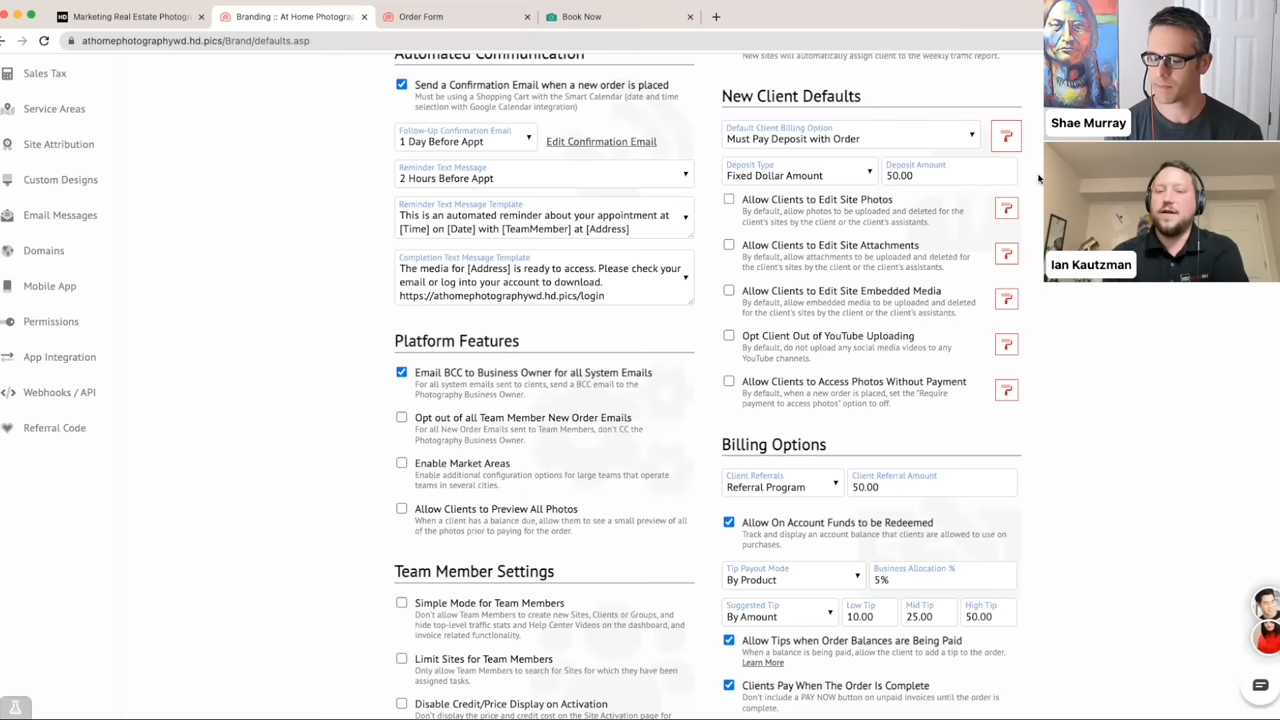 Marketing Real Estate Photogr
Branding :: At Home Photograp
Order Form
Book Now
athomephotographywd.hd.pics/Brand/defaults.asp
Sales Tax
Service Areas
Site Attribution
Custom Designs
Email Messages
Domains
Mobile App
Permissions
App Integration
Webhooks / API
Referral Code
Automated Communication
Send a Confirmation Email when a new order is placed
Must be using a Shopping Cart with the Smart Calendar (date and time
selection with Google Calendar integration)
Follow-Up Confirmation Email
1 Day Before Appt
Edit Confirmation Email
Reminder Text Message
2 Hours Before Appt
Reminder Text Message Template
This is an automated reminder about your appointment at
[Time] on [Date] with [TeamMember] at [Address]
Completion Text Message Template
The media for [Address] is ready to access. Please check your
email or log into your account to download.
https://athomephotographywd.hd.pics/login
Platform Features
Email BCC to Business Owner for all System Emails
For all system emails sent to cients, send a BCC email to the
Photography Business Owner.
Opt out of all Team Member New Order Emails
For all New Order Emails sent to Team Members, don't CC the
Photography Business Owner.
Enable Market Areas
Enable additional configuration options for large teams that operate
teams in several cities.
Allow Clients to Preview All Photos
When a client has a balance due, allow them to see a small preview of all
of the photos prior to paying for the order.
Team Member Settings
Simple Mode for Team Members
Don't allow Team Members to create new Sites, Clients or Groups, and
hide top-level traffic stats and Help Center Videos on the dashboard, and
invoice related functionality.
Limit Sites for Team Members
Only allow Team Members to search for Sites for which they have been
assigned tasks.
Disable Credit/Price Display on Activation
Don't display the price and credit cost on the Site Activation page for
New sites will automatically assign client to the weekly traffic report.
New Client Defaults
Default Client Billing Option
Must Pay Deposit with Order
Deposit Type
Fixed Dollar Amount
Deposit Amount
50.00
Allow Clients to Edit Site Photos
By default, allow photos to be uploaded and deleted for the
client's sites by the client or the client's assistants.
Allow Clients to Edit Site Attachments
By default, allow attachments to be uploaded and deleted for
the client's sites by the client or the client's assistants.
Allow Clients to Edit Site Embedded Media
By default, allow embedded media to be uploaded and deleted
for the client's sites by the client or the client's assistants.
Opt Client Out of YouTube Uploading
By default, do not upload any social media videos to any
YouTube channels.
Allow Clients to Access Photos Without Payment
By default, when a new order is placed, set the "Require
payment to access photos" option to off.
Billing Options
Client Referrals
Referral Program
Client Referral Amount
50.00
Allow On Account Funds to be Redeemed
Track and display an account balance that clients are allowed to use on
purchases.
Tip Payout Mode
By Product
Business Allocation %
5%
Suggested Tip
By Amount
Low Tip
10.00
Mid Tip
25.00
High Tip
50.00
Allow Tips when Order Balances are Being Paid
When a balance is being paid, allow the client to add a tip to the order.
Learn More
Clients Pay When The Order Is Complete
Don't include a PAY NOW button on unpaid invoices until the order is
complete.
Shae Murray
Ian Kautzman